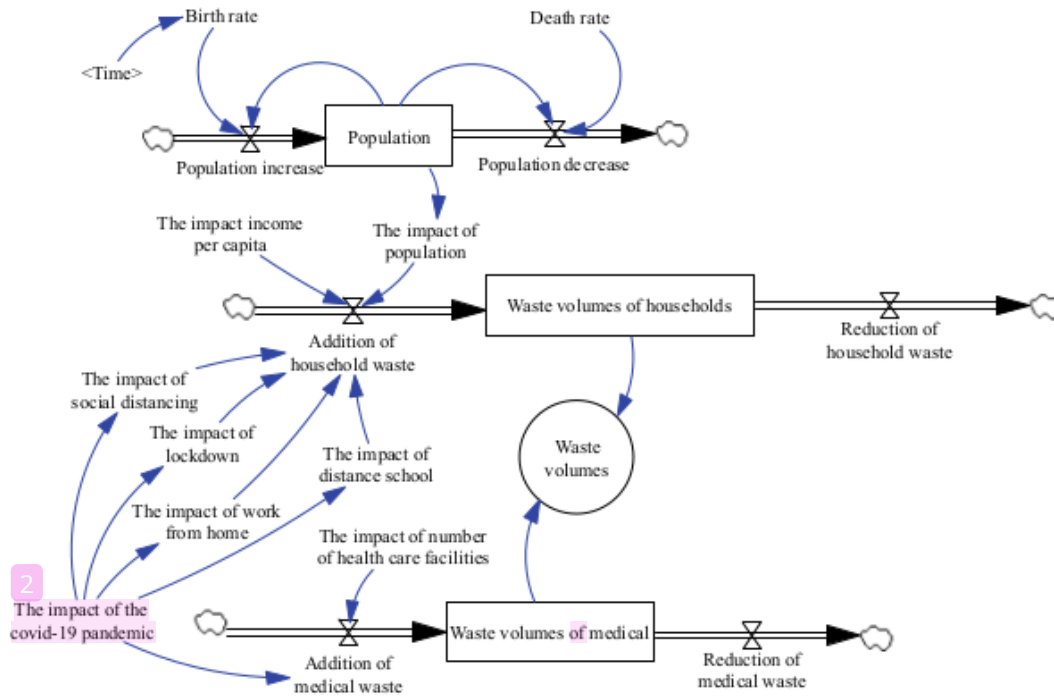 Birth rate
Death rate
<Time>
Population
Population increase
Population decrease
The impact income
per capita
The impact of
population
Waste volumes of households
Addition of
household waste
Reduction of
household waste
The impact of
social distancing
The impact of
lockdown
The impact of
distance school
Waste
volumes
The impact of work
from home
The impact of number
of health care facilities
2
The impact of the
covid-19 pandemic
Waste volumes of medical
Addition of
medical waste
Reduction of
medical waste